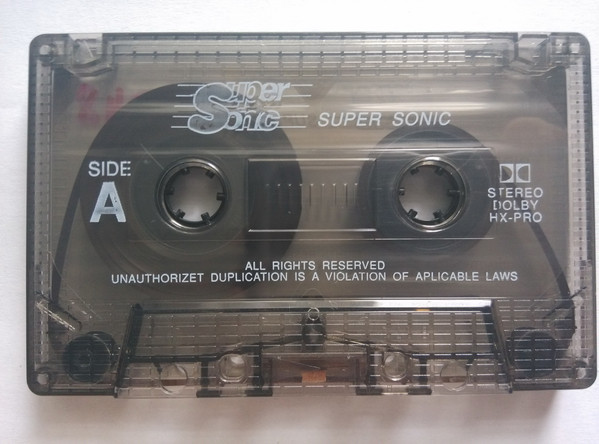 Super Sonic
SUPER SONIC
SIDE
A
STEREO
DOLBY
HX-PRO
ALL RIGHTS RESERVED
UNAUTHORIZET DUPLICATION IS A VIOLATION OF APLICABLE LAWS